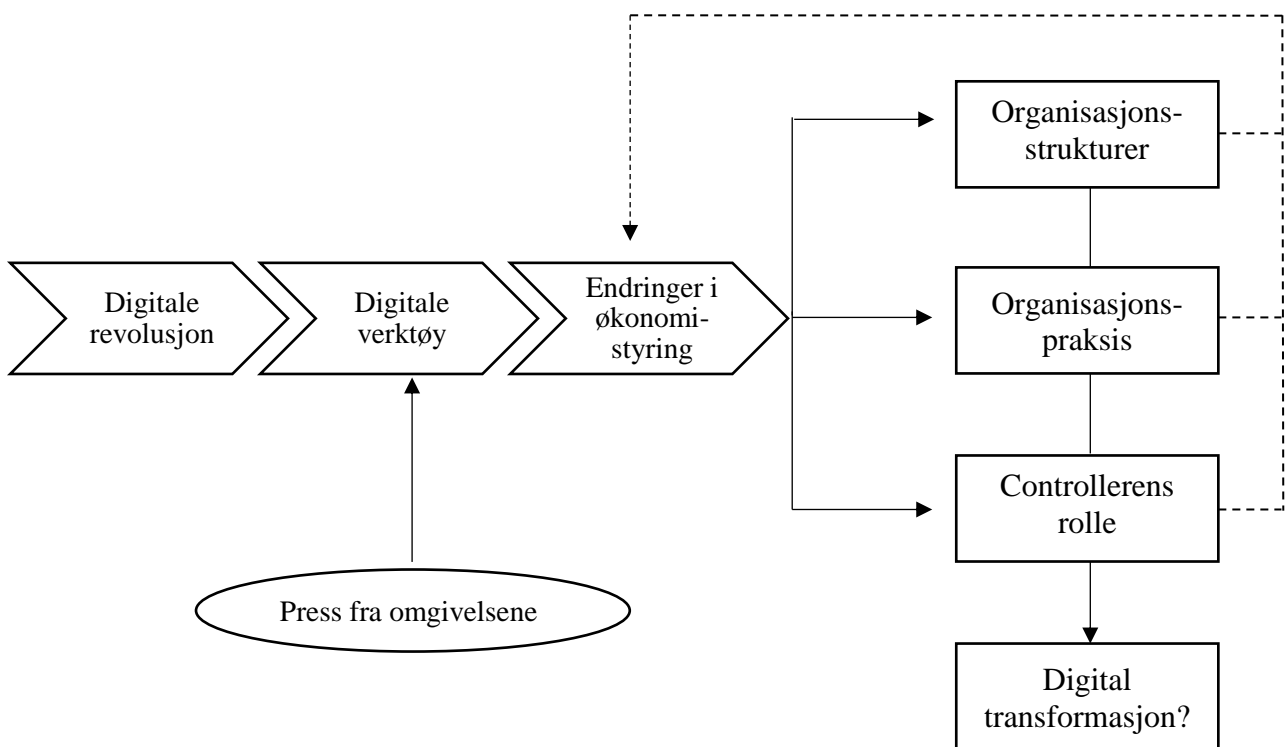 Organisasjons-
strukturer
Digitale
revolusjon
Digitale
verktøy
Endringer i
økonomi-
styring
Organisasjons-
praksis
Controllerens
rolle
Press fra omgivelsene
Digital
transformasjon?